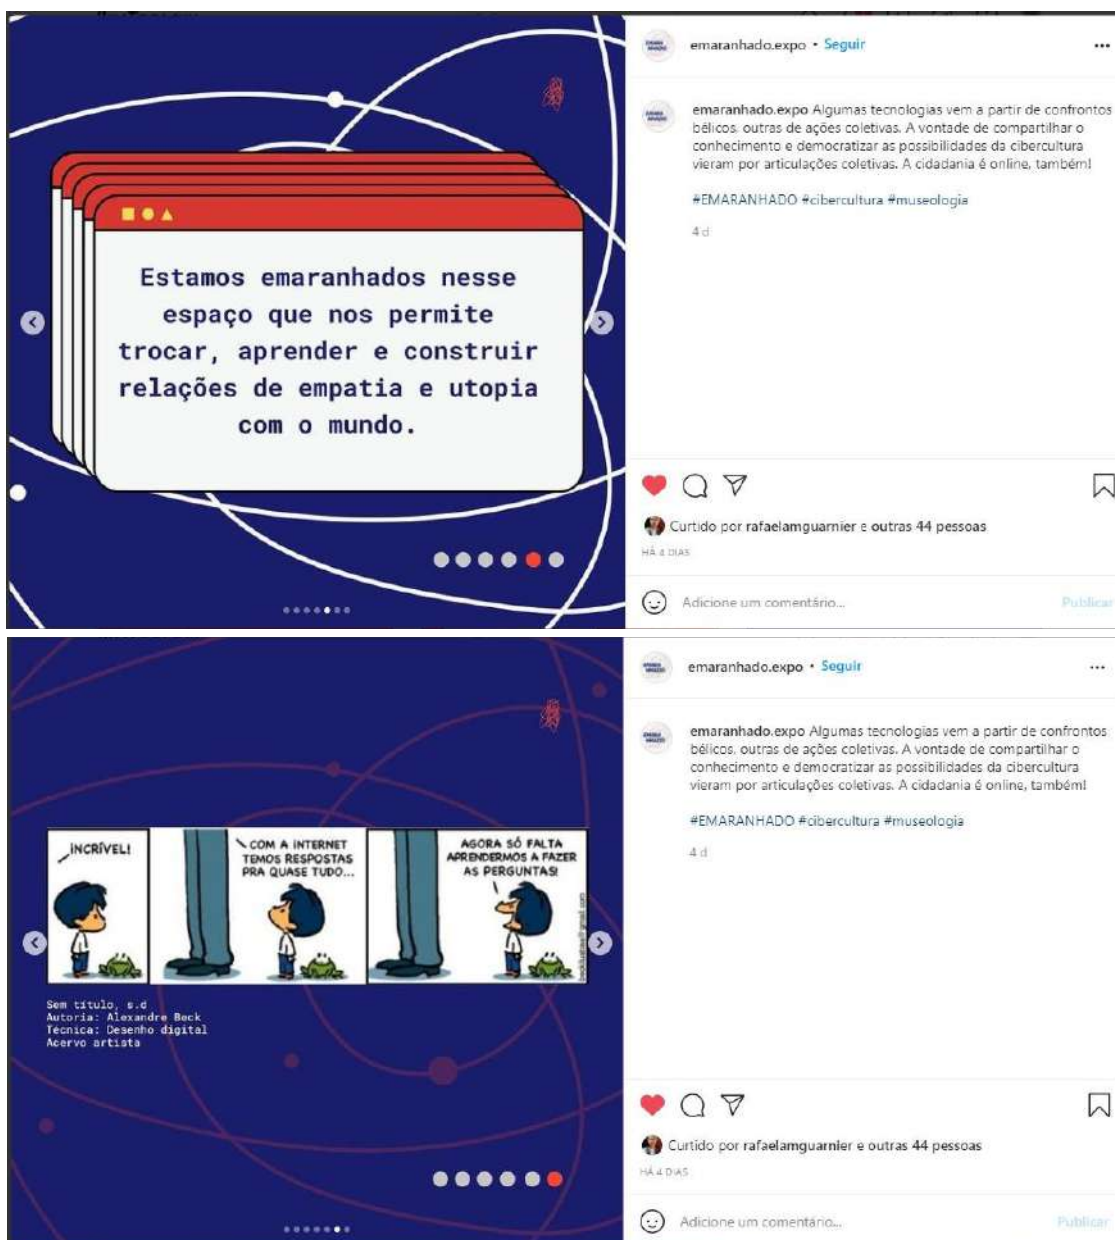 emaranhado.expo • Seguir
Estamos emaranhados nesse
espaço que nos permite
trocar, aprender e construir
relações de empatia e utopia
com o mundo.
emaranhado.expo Algumas tecnologias vem a partir de confrontos
bélicos, outras de ações coletivas. A vontade de compartilhar o
conhecimento e democratizar as possibilidades da cibercultura
vieram por articulações coletivas. A cidadania é online, também!
#EMARANHADO #cibercultura #museologia
4 d
Curtido por rafaelamguarnier e outras 44 pessoas
HÁ 4 DIAS
Adicione um comentário...
Publicar
emaranhado.expo • Seguir
INCRÍVEL!
COM A INTERNET
TEMOS RESPOSTAS
PRA QUASE TUDO...
AGORA SÓ FALTA
APRENDERMOS A FAZER
AS PERGUNTAS!
Sem título, s.d
Autoria: Alexandre Beck
Técnica: Desenho digital
Acervo artista
emaranhado.expo Algumas tecnologias vem a partir de confrontos
bélicos, outras de ações coletivas. A vontade de compartilhar o
conhecimento e democratizar as possibilidades da cibercultura
vieram por articulações coletivas. A cidadania é online, também!
#EMARANHADO #cibercultura #museologia
4 d
Curtido por rafaelamguarnier e outras 44 pessoas
HÁ 4 DIAS
Adicione um comentário...
Publicar